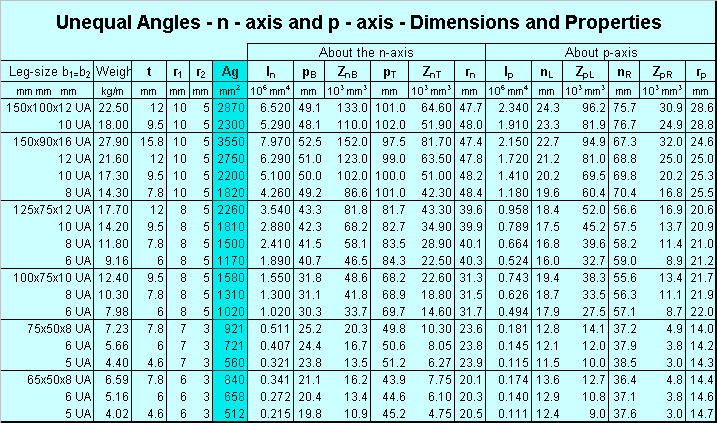 Unequal Angles - n - axis and p - axis - Dimensions and Properties
About the n-axis About p-axis
Leg-size b1=b2 Weigh t r1 r2 Ag In pB ZnB pT ZnT rn Ip nL ZpL nR ZpR rp
mm mm mm kg/m mm mm mm mm² 10⁶ mm⁴ mm 10³ mm³ mm 10³ mm³ mm 10⁶ mm⁴ mm 10³ mm³ mm 10³ mm³ mm
150x100x12 UA 22.50 12 10 5 2870 6.520 49.1 133.0 101.0 64.60 47.7 2.340 24.3 96.2 75.7 30.9 28.6
10 UA 18.00 9.5 10 5 2300 5.290 48.1 110.0 102.0 51.90 48.0 1.910 23.3 81.9 76.7 24.9 28.8
150x90x16 UA 27.90 15.8 10 5 3550 7.970 52.5 152.0 97.5 81.70 47.4 2.150 22.7 94.9 67.3 32.0 24.6
12 UA 21.60 12 10 5 2750 6.290 51.0 123.0 99.0 63.50 47.8 1.720 21.2 81.0 68.8 25.0 25.0
10 UA 17.30 9.5 10 5 2200 5.100 50.0 102.0 100.0 51.00 48.2 1.410 20.2 69.5 69.8 20.2 25.3
8 UA 14.30 7.8 10 5 1820 4.260 49.2 86.6 101.0 42.30 48.4 1.180 19.6 60.4 70.4 16.8 25.5
125x75x12 UA 17.70 12 8 5 2260 3.540 43.3 81.8 81.7 43.30 39.6 0.958 18.4 52.0 56.6 16.9 20.6
10 UA 14.20 9.5 8 5 1810 2.880 42.3 68.2 82.7 34.90 39.9 0.789 17.5 45.2 57.5 13.7 20.9
8 UA 11.80 7.8 8 5 1500 2.410 41.5 58.1 83.5 28.90 40.1 0.664 16.8 39.6 58.2 11.4 21.0
6 UA 9.16 6 8 5 1170 1.890 40.7 46.5 84.3 22.50 40.3 0.524 16.0 32.7 59.0 8.9 21.2
100x75x10 UA 12.40 9.5 8 5 1580 1.550 31.8 48.6 68.2 22.60 31.3 0.743 19.4 38.3 55.6 13.4 21.7
8 UA 10.30 7.8 8 5 1310 1.300 31.1 41.8 68.9 18.80 31.5 0.626 18.7 33.5 56.3 11.1 21.9
6 UA 7.98 6 8 5 1020 1.020 30.3 33.7 69.7 14.60 31.7 0.494 17.9 27.5 57.1 8.7 22.0
75x50x8 UA 7.23 7.8 7 3 921 0.511 25.2 20.3 49.8 10.30 23.6 0.181 12.8 14.1 37.2 4.9 14.0
6 UA 5.66 6 7 3 721 0.407 24.4 16.7 50.6 8.05 23.8 0.145 12.1 12.0 37.9 3.8 14.2
5 UA 4.40 4.6 7 3 560 0.321 23.8 13.5 51.2 6.27 23.9 0.115 11.5 10.0 38.5 3.0 14.3
65x50x8 UA 6.59 7.8 6 3 840 0.341 21.1 16.2 43.9 7.75 20.1 0.174 13.6 12.7 36.4 4.8 14.4
6 UA 5.16 6 6 3 658 0.272 20.4 13.4 44.6 6.10 20.3 0.140 12.9 10.8 37.1 3.8 14.6
5 UA 4.02 4.6 6 3 512 0.215 19.8 10.9 45.2 4.75 20.5 0.111 12.4 9.0 37.6 3.0 14.7